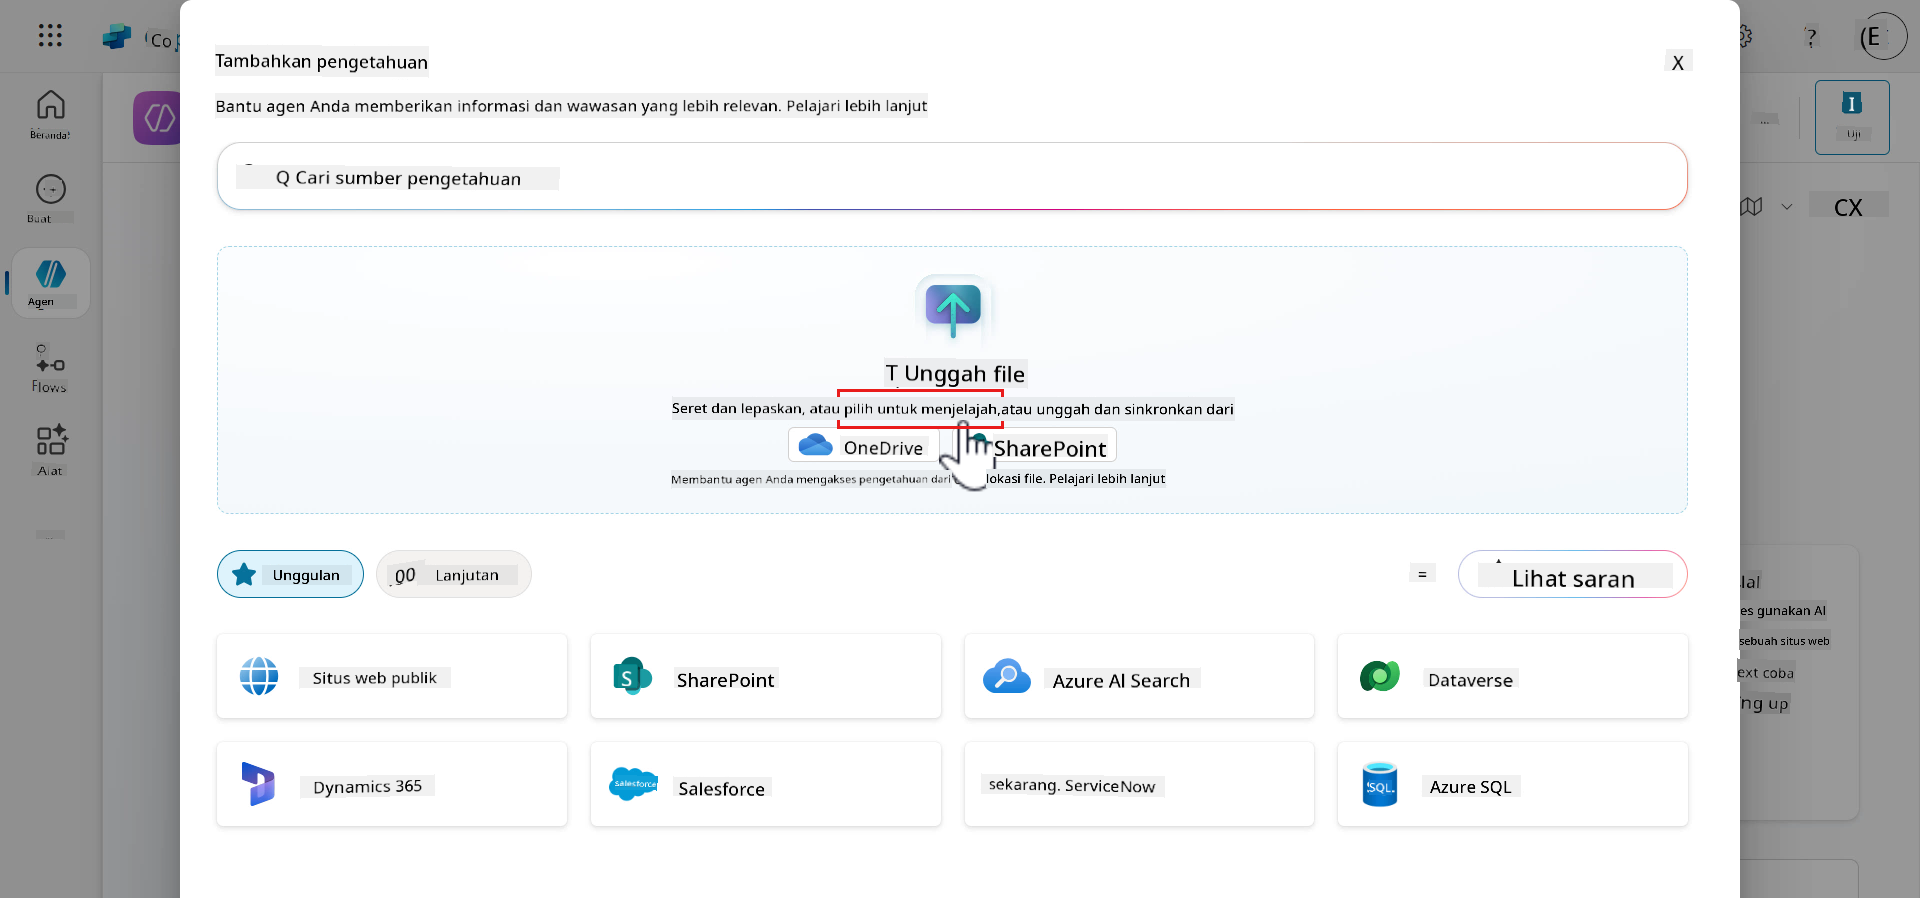 Co
?
(E
Tambahkan pengetahuan
X
Bantu agen Anda memberikan informasi dan wawasan yang lebih relevan. Pelajari lebih lanjut
Q Cari sumber pengetahuan
Beranda
Buat
Agen
Flows
Alat
...
I
Uji
CX
T Unggah file
Seret dan lepaskan, atau pilih untuk menjelajah, atau unggah dan sinkronkan dari
OneDrive
SharePoint
Membantu agen Anda mengakses pengetahuan dari lokasi file. Pelajari lebih lanjut
Unggulan
00 Lanjutan
=
Lihat saran
Situs web publik
SharePoint
Azure AI Search
Dataverse
Dynamics 365
salesforce
Salesforce
sekarang. ServiceNow
SQL
Azure SQL
es gunakan AI
sebuah situs web
ext coba
ng up